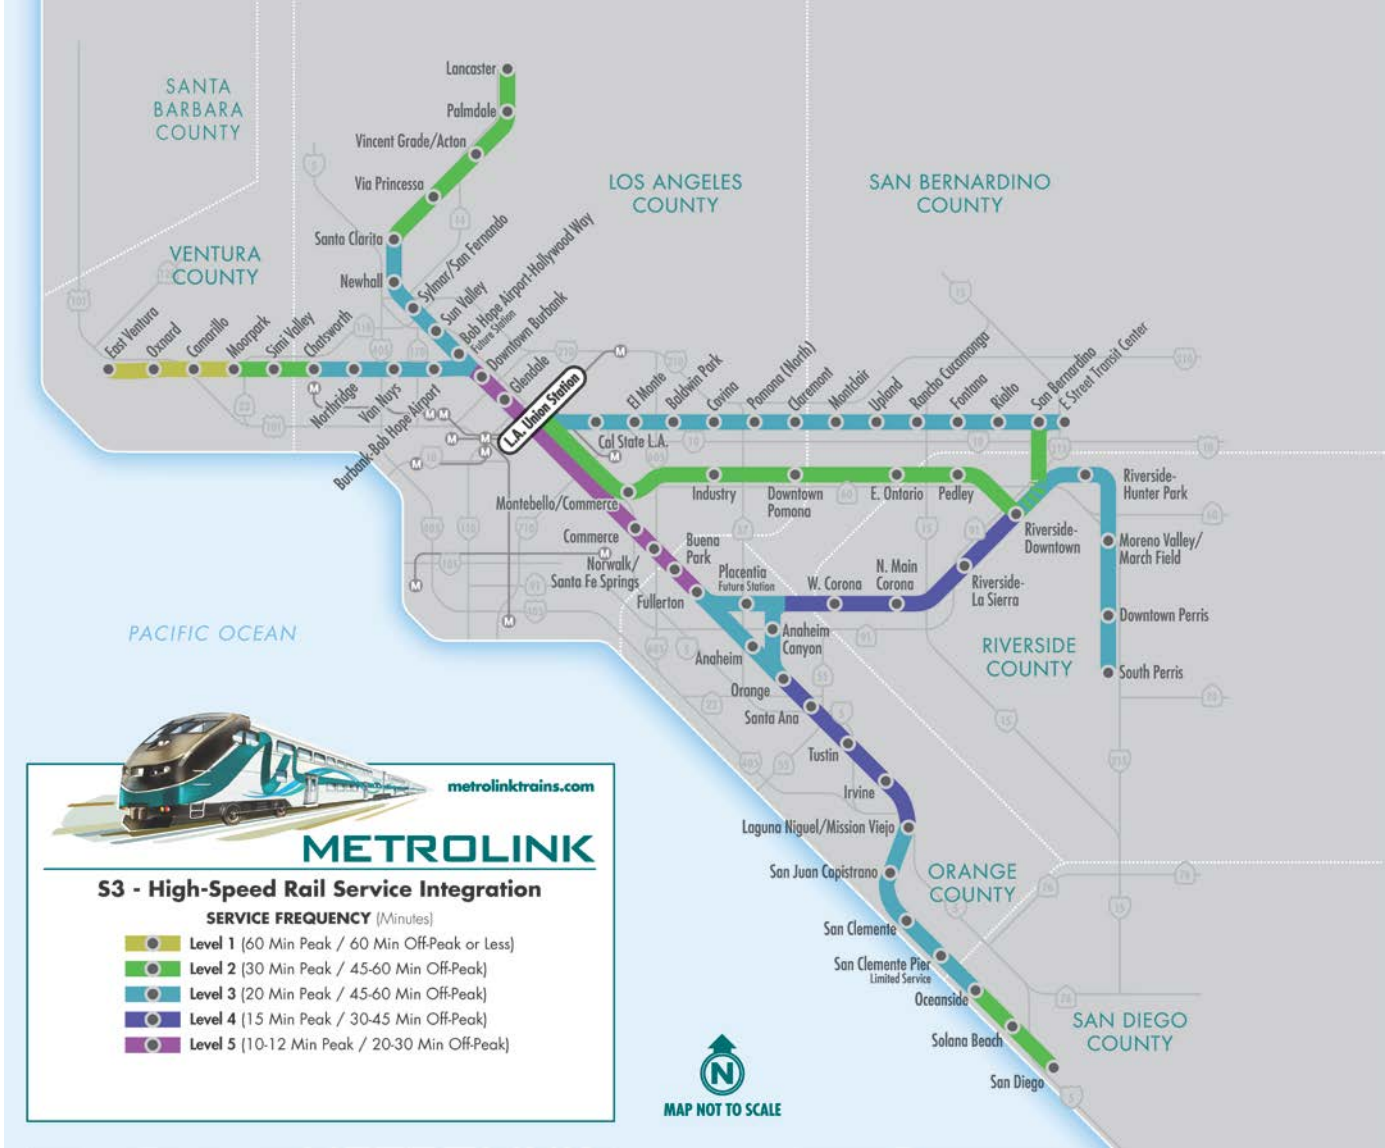 SANTA
BARBARA
COUNTY
VENTURA
COUNTY
LOS ANGELES
COUNTY
SAN BERNARDINO
COUNTY
Lancaster
Palmdale
Vincent Grade/Acton
Via Princessa
Santa Clarita
Newhall
Sylmar/San Fernando
Sun Valley
Bob Hope Airport-Hollywood Way
Future Station
Downtown Burbank
Glendale
L.A. Union Station
East Ventura
Oxnard
Camarillo
Moorpark
Simi Valley
Chatsworth
Northridge
Van Nuys
Burbank-Bob Hope Airport
Cal State L.A.
El Monte
Baldwin Park
Covina
Pomona (North)
Claremont
Montclair
Upland
Rancho Cucamonga
Fontana
Rialto
San Bernardino
E Street Transit Center
Montebello/Commerce
Industry
Downtown
Pomona
E. Ontario
Pedley
Riverside-
Hunter Park
Riverside-
Downtown
Moreno Valley/
March Field
Downtown Perris
South Perris
Commerce
Norwalk/
Santa Fe Springs
Buena
Park
Fullerton
Placentia
Future Station
W. Corona
N. Main
Corona
Riverside-
La Sierra
Anaheim
Canyon
Anaheim
Orange
Santa Ana
Tustin
Irvine
Laguna Niguel/Mission Viejo
San Juan Capistrano
San Clemente
San Clemente Pier
Limited Service
Oceanside
Solana Beach
San Diego
RIVERSIDE
COUNTY
ORANGE
COUNTY
SAN DIEGO
COUNTY
PACIFIC OCEAN
metrolinktrains.com
METROLINK
S3 - High-Speed Rail Service Integration
SERVICE FREQUENCY (Minutes)
Level 1 (60 Min Peak / 60 Min Off-Peak or Less)
Level 2 (30 Min Peak / 45-60 Min Off-Peak)
Level 3 (20 Min Peak / 45-60 Min Off-Peak)
Level 4 (15 Min Peak / 30-45 Min Off-Peak)
Level 5 (10-12 Min Peak / 20-30 Min Off-Peak)
N
MAP NOT TO SCALE